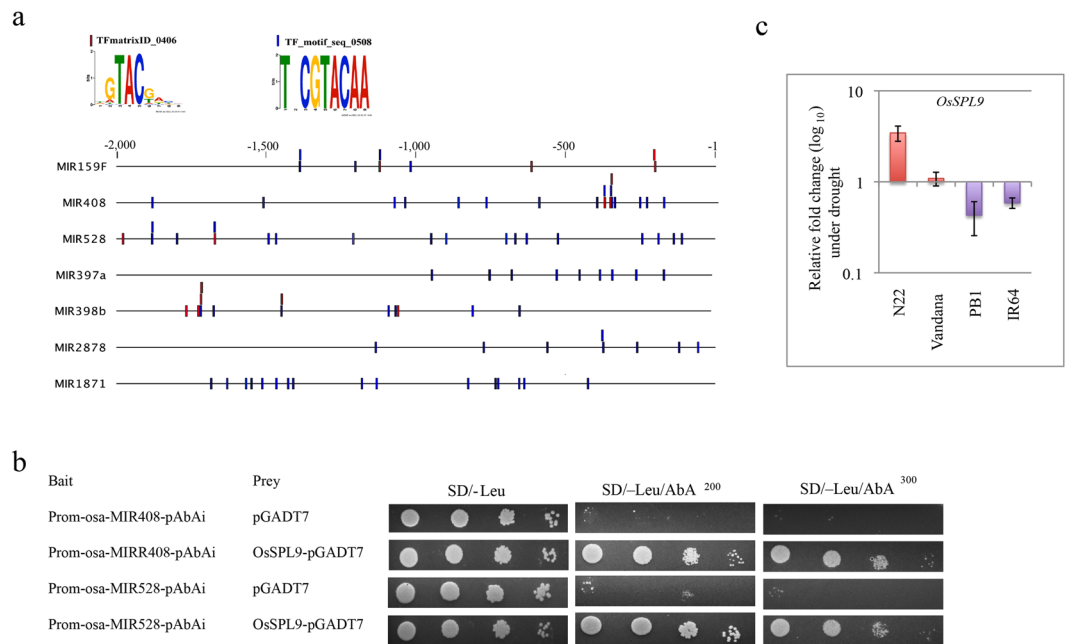 a
TFmatrixID_0406
TF_motif_seq_0508
GTACG
T CGTACAA
-2,000 -1,500 -1,000 -500 -1
MIR159F
MIR408
MIR528
MIR397a
MIR398b
MIR2878
MIR1871
c
OsSPL9
Relative fold change (log 10)
under drought
10
1
0.1
N22
Vandana
PB1
IR64
b
Bait Prey SD/-Leu SD/–Leu/AbA 200 SD/–Leu/AbA 300
Prom-osa-MIR408-pAbAi pGADT7
Prom-osa-MIRR408-pAbAi OsSPL9-pGADT7
Prom-osa-MIR528-pAbAi pGADT7
Prom-osa-MIR528-pAbAi OsSPL9-pGADT7